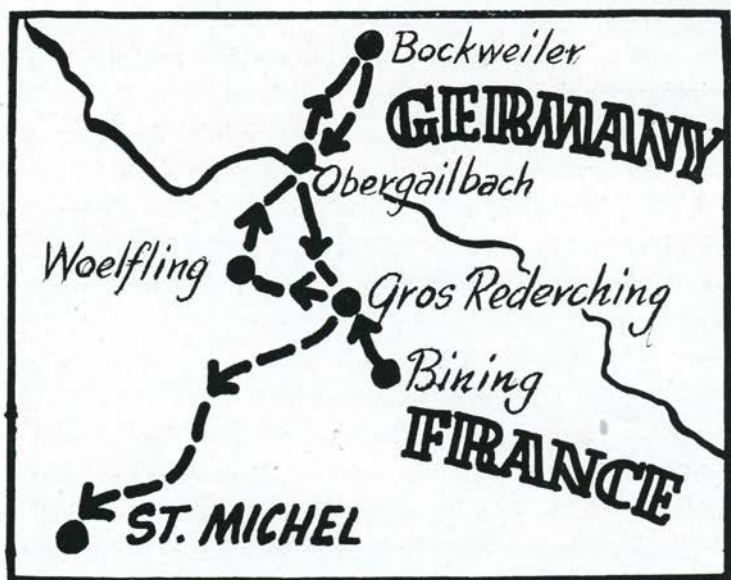 Bockweiler
GERMANY
Obergailbach
Woelfling
Gros Rederching
Bining
FRANCE
ST. MICHEL